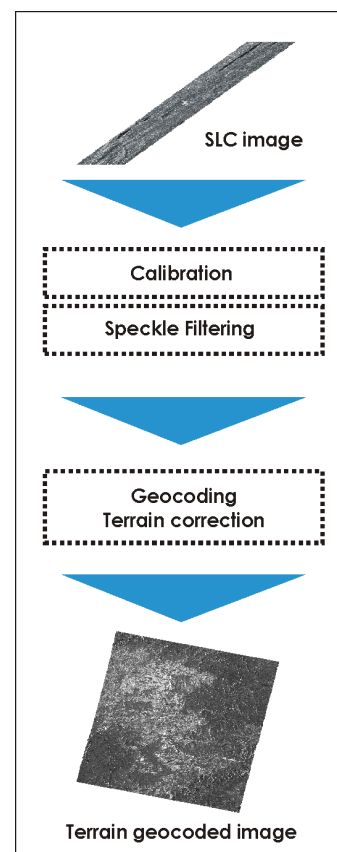 SLC image
Calibration
Speckle Filtering
Geocoding
Terrain correction
Terrain geocoded image